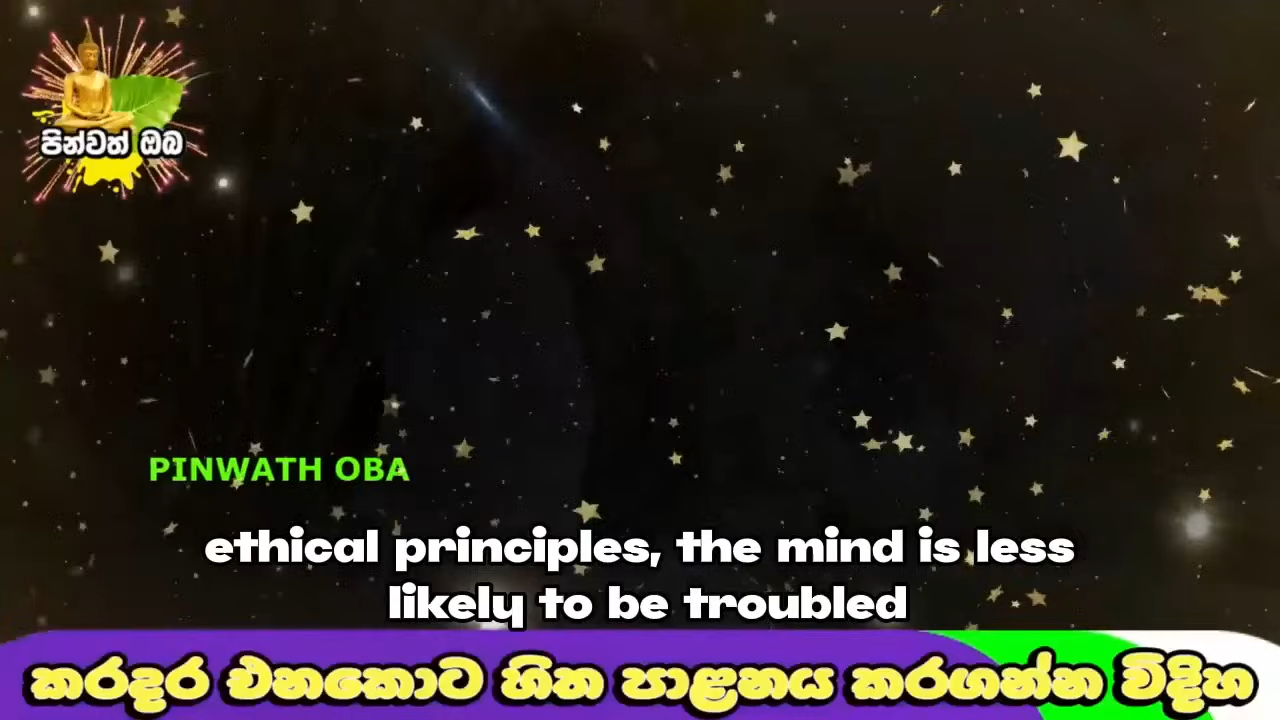 පින්වත් ඔබ
PINWATH OBA
ethical principles, the mind is less
likely to be troubled
කරදර එනකොට හිත පාළනය කරගන්න විදිහ